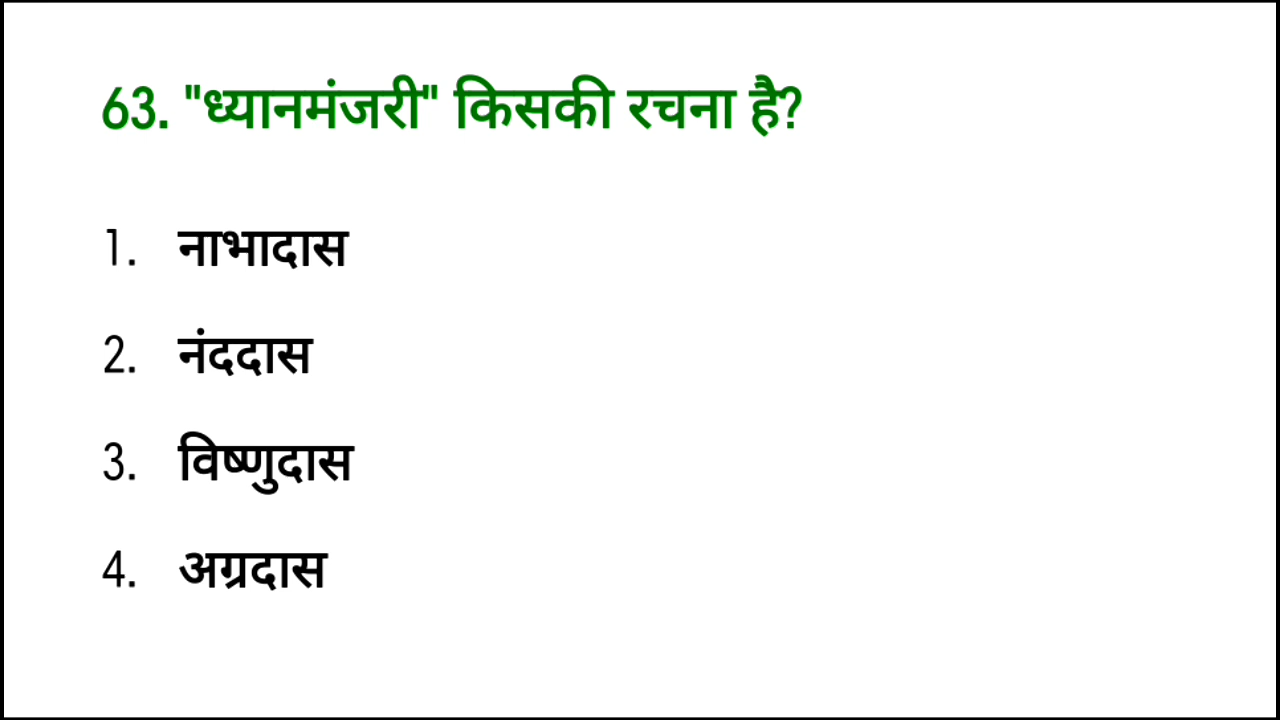 63. "ध्यानमंजरी" किसकी रचना है?
1. नाभादास
2. नंददास
3. विष्णुदास
4. अग्रदास